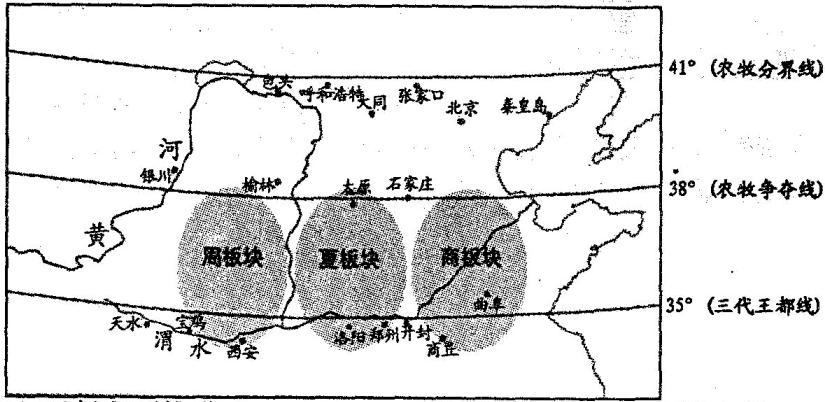 41° (农牧分界线)
包头 呼和浩特 大同 张家口 北京 秦皇岛
河
银川 榆林 太原 石家庄
38° (农牧争夺线)
黄
周板块 夏板块 商板块
曲阜
35° (三代王都线)
天水 宝鸡 洛阳 郑州 开封
渭水 西安 商丘